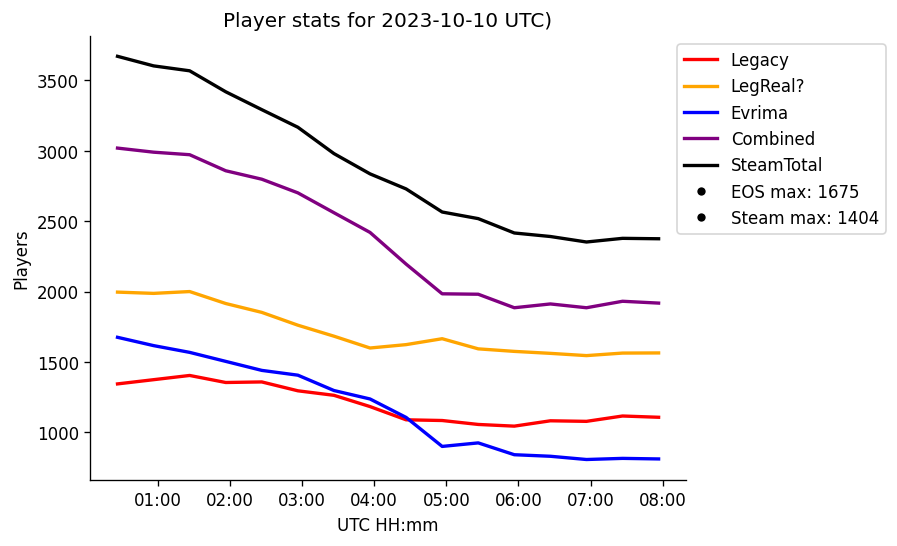 Player stats for 2023-10-10 UTC)
3500
3000
2500
2000
1500
1000
Players
01:00 02:00 03:00 04:00 05:00 06:00 07:00 08:00
UTC HH:mm
Legacy
LegReal?
Evrima
Combined
SteamTotal
EOS max: 1675
Steam max: 1404